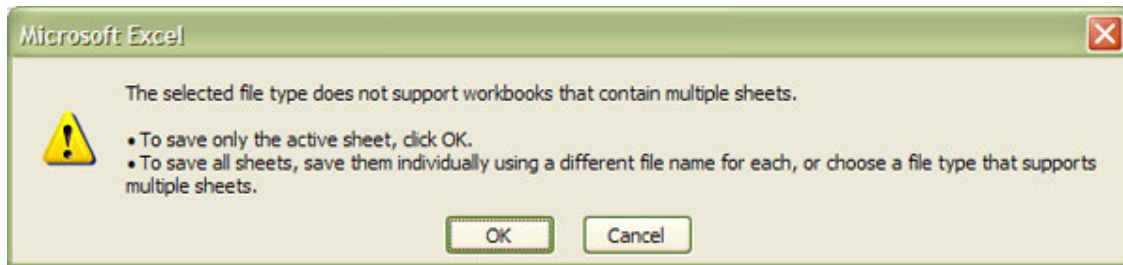 Microsoft Excel
The selected file type does not support workbooks that contain multiple sheets.
• To save only the active sheet, click OK.
• To save all sheets, save them individually using a different file name for each, or choose a file type that supports
multiple sheets.
OK Cancel